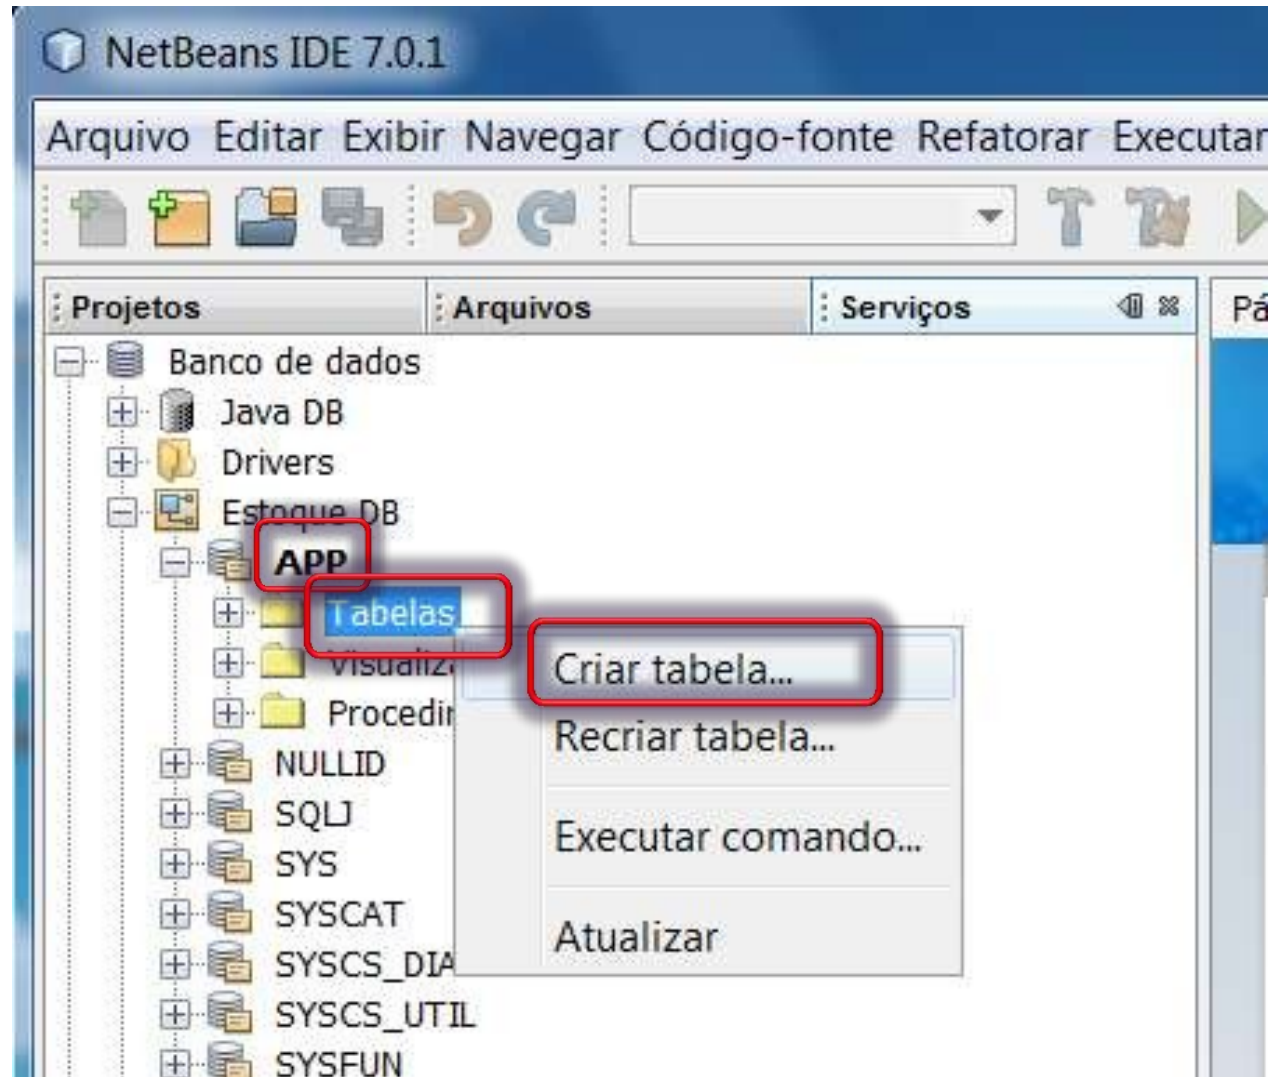 NetBeans IDE 7.0.1
Arquivo Editar Exibir Navegar Código-fonte Refatorar Executar
Projetos Arquivos Serviços Pá
Banco de dados
Java DB
Drivers
Estoque DB
APP
Tabelas
Visualiz
Procedir
Criar tabela...
Recriar tabela...
Executar comando...
Atualizar
NULLID
SQLJ
SYS
SYSCAT
SYSCS_DIA
SYSCS_UTIL
SYSFUN